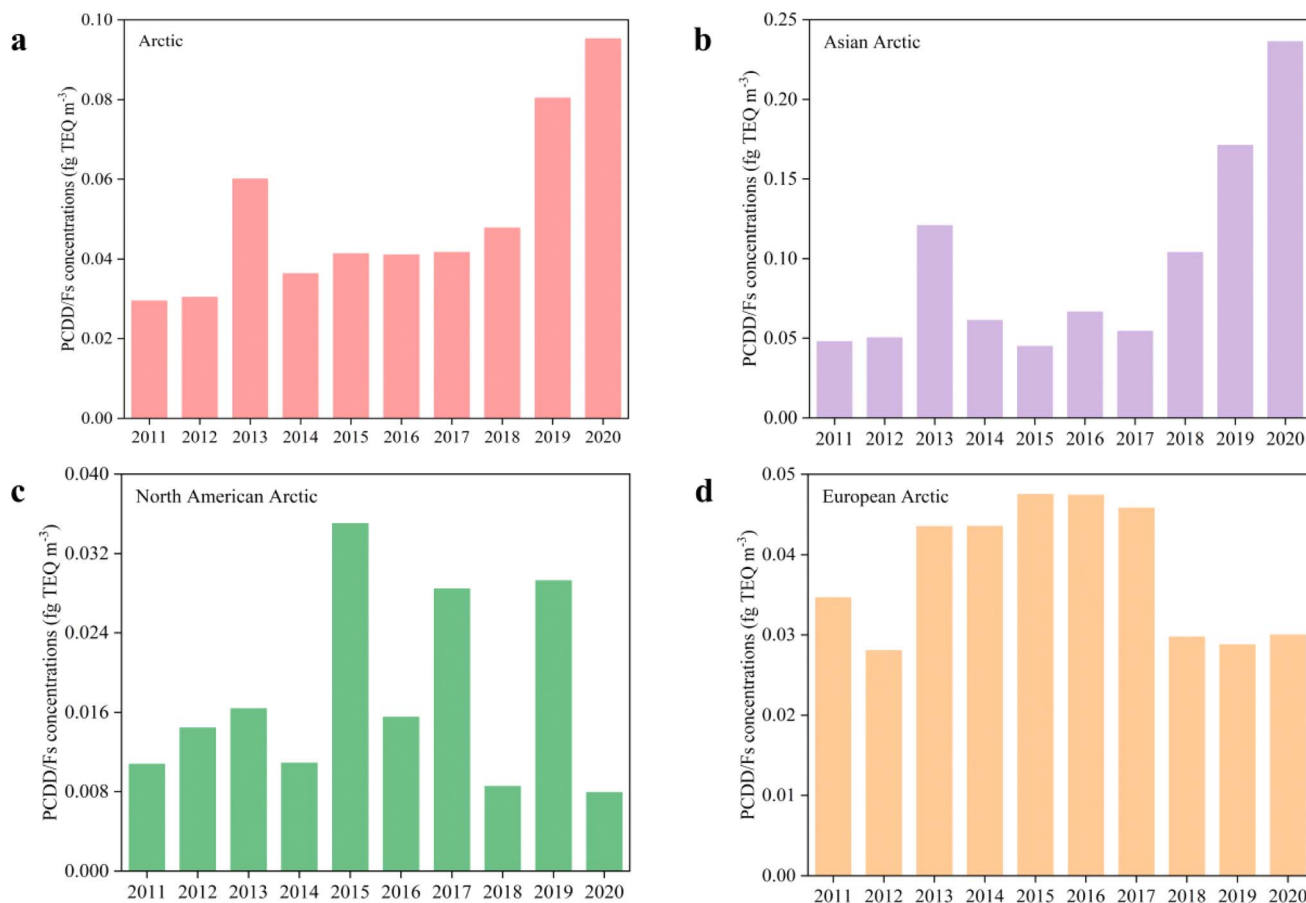 a
Arctic
PCDD/Fs concentrations (fg TEQ m-3)
0.10
0.08
0.06
0.04
0.02
0.00
2011 2012 2013 2014 2015 2016 2017 2018 2019 2020
b
Asian Arctic
PCDD/Fs concentrations (fg TEQ m-3)
0.25
0.20
0.15
0.10
0.05
0.00
2011 2012 2013 2014 2015 2016 2017 2018 2019 2020
c
North American Arctic
PCDD/Fs concentrations (fg TEQ m-3)
0.040
0.032
0.024
0.016
0.008
0.000
2011 2012 2013 2014 2015 2016 2017 2018 2019 2020
d
European Arctic
PCDD/Fs concentrations (fg TEQ m-3)
0.05
0.04
0.03
0.02
0.01
0.00
2011 2012 2013 2014 2015 2016 2017 2018 2019 2020